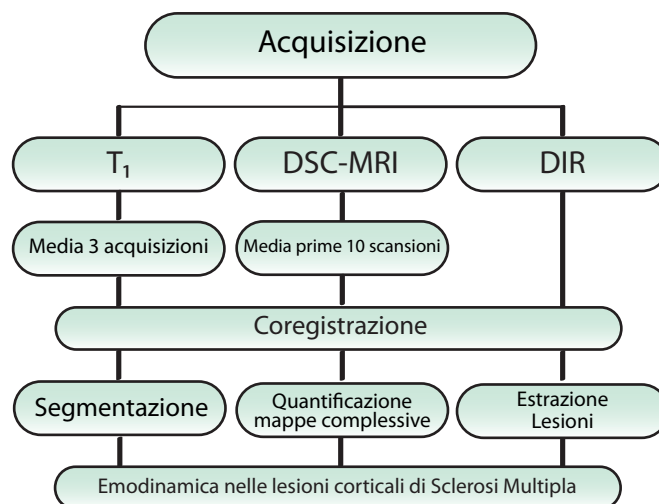 Acquisizione
T₁
DSC-MRI
DIR
Media 3 acquisizioni
Media prime 10 scansioni
Coregistrazione
Segmentazione
Quantificazione
mappe complessive
Estrazione
Lesioni
Emodinamica nelle lesioni corticali di Sclerosi Multipla